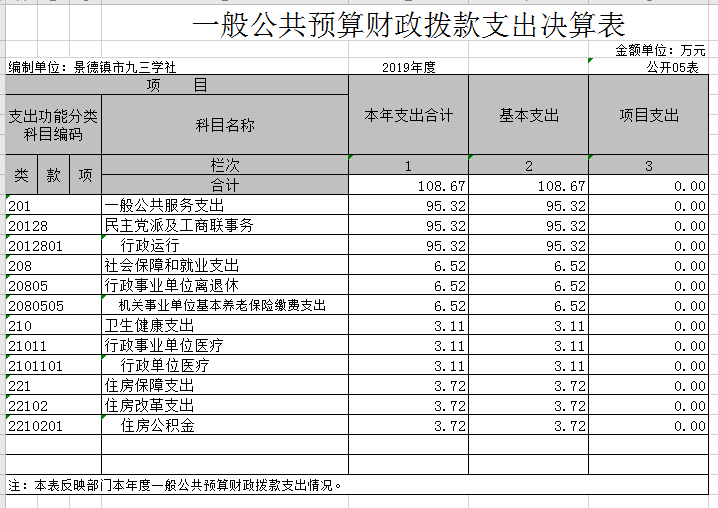 一般公共预算财政拨款支出决算表
金额单位：万元
编制单位：景德镇市九三学社 2019年度 公开05表
项 目 本年支出合计 基本支出 项目支出
支出功能分类科目编码 科目名称
类 款 项 栏次 1 2 3
合计 108.67 108.67 0.00
201 一般公共服务支出 95.32 95.32 0.00
20128 民主党派及工商联事务 95.32 95.32 0.00
2012801 行政运行 95.32 95.32 0.00
208 社会保障和就业支出 6.52 6.52 0.00
20805 行政事业单位离退休 6.52 6.52 0.00
2080505 机关事业单位基本养老保险缴费支出 6.52 6.52 0.00
210 卫生健康支出 3.11 3.11 0.00
21011 行政事业单位医疗 3.11 3.11 0.00
2101101 行政单位医疗 3.11 3.11 0.00
221 住房保障支出 3.72 3.72 0.00
22102 住房改革支出 3.72 3.72 0.00
2210201 住房公积金 3.72 3.72 0.00
注：本表反映部门本年度一般公共预算财政拨款支出情况。